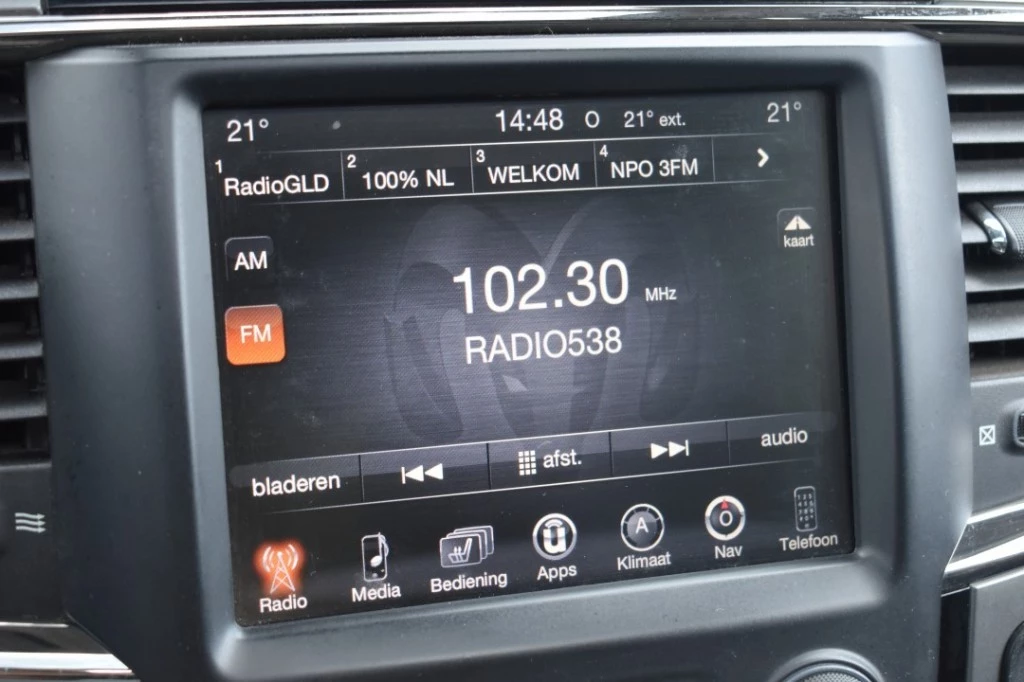 21° 14:48 O 21° ext. 21°
1 RadioGLD 2 100% NL 3 WELKOM 4 NPO 3FM
kaart
AM
102.30 MHz
FM
RADIO538
bladeren afst. audio
Radio Media Bediening Apps Klimaat Nav Telefoon